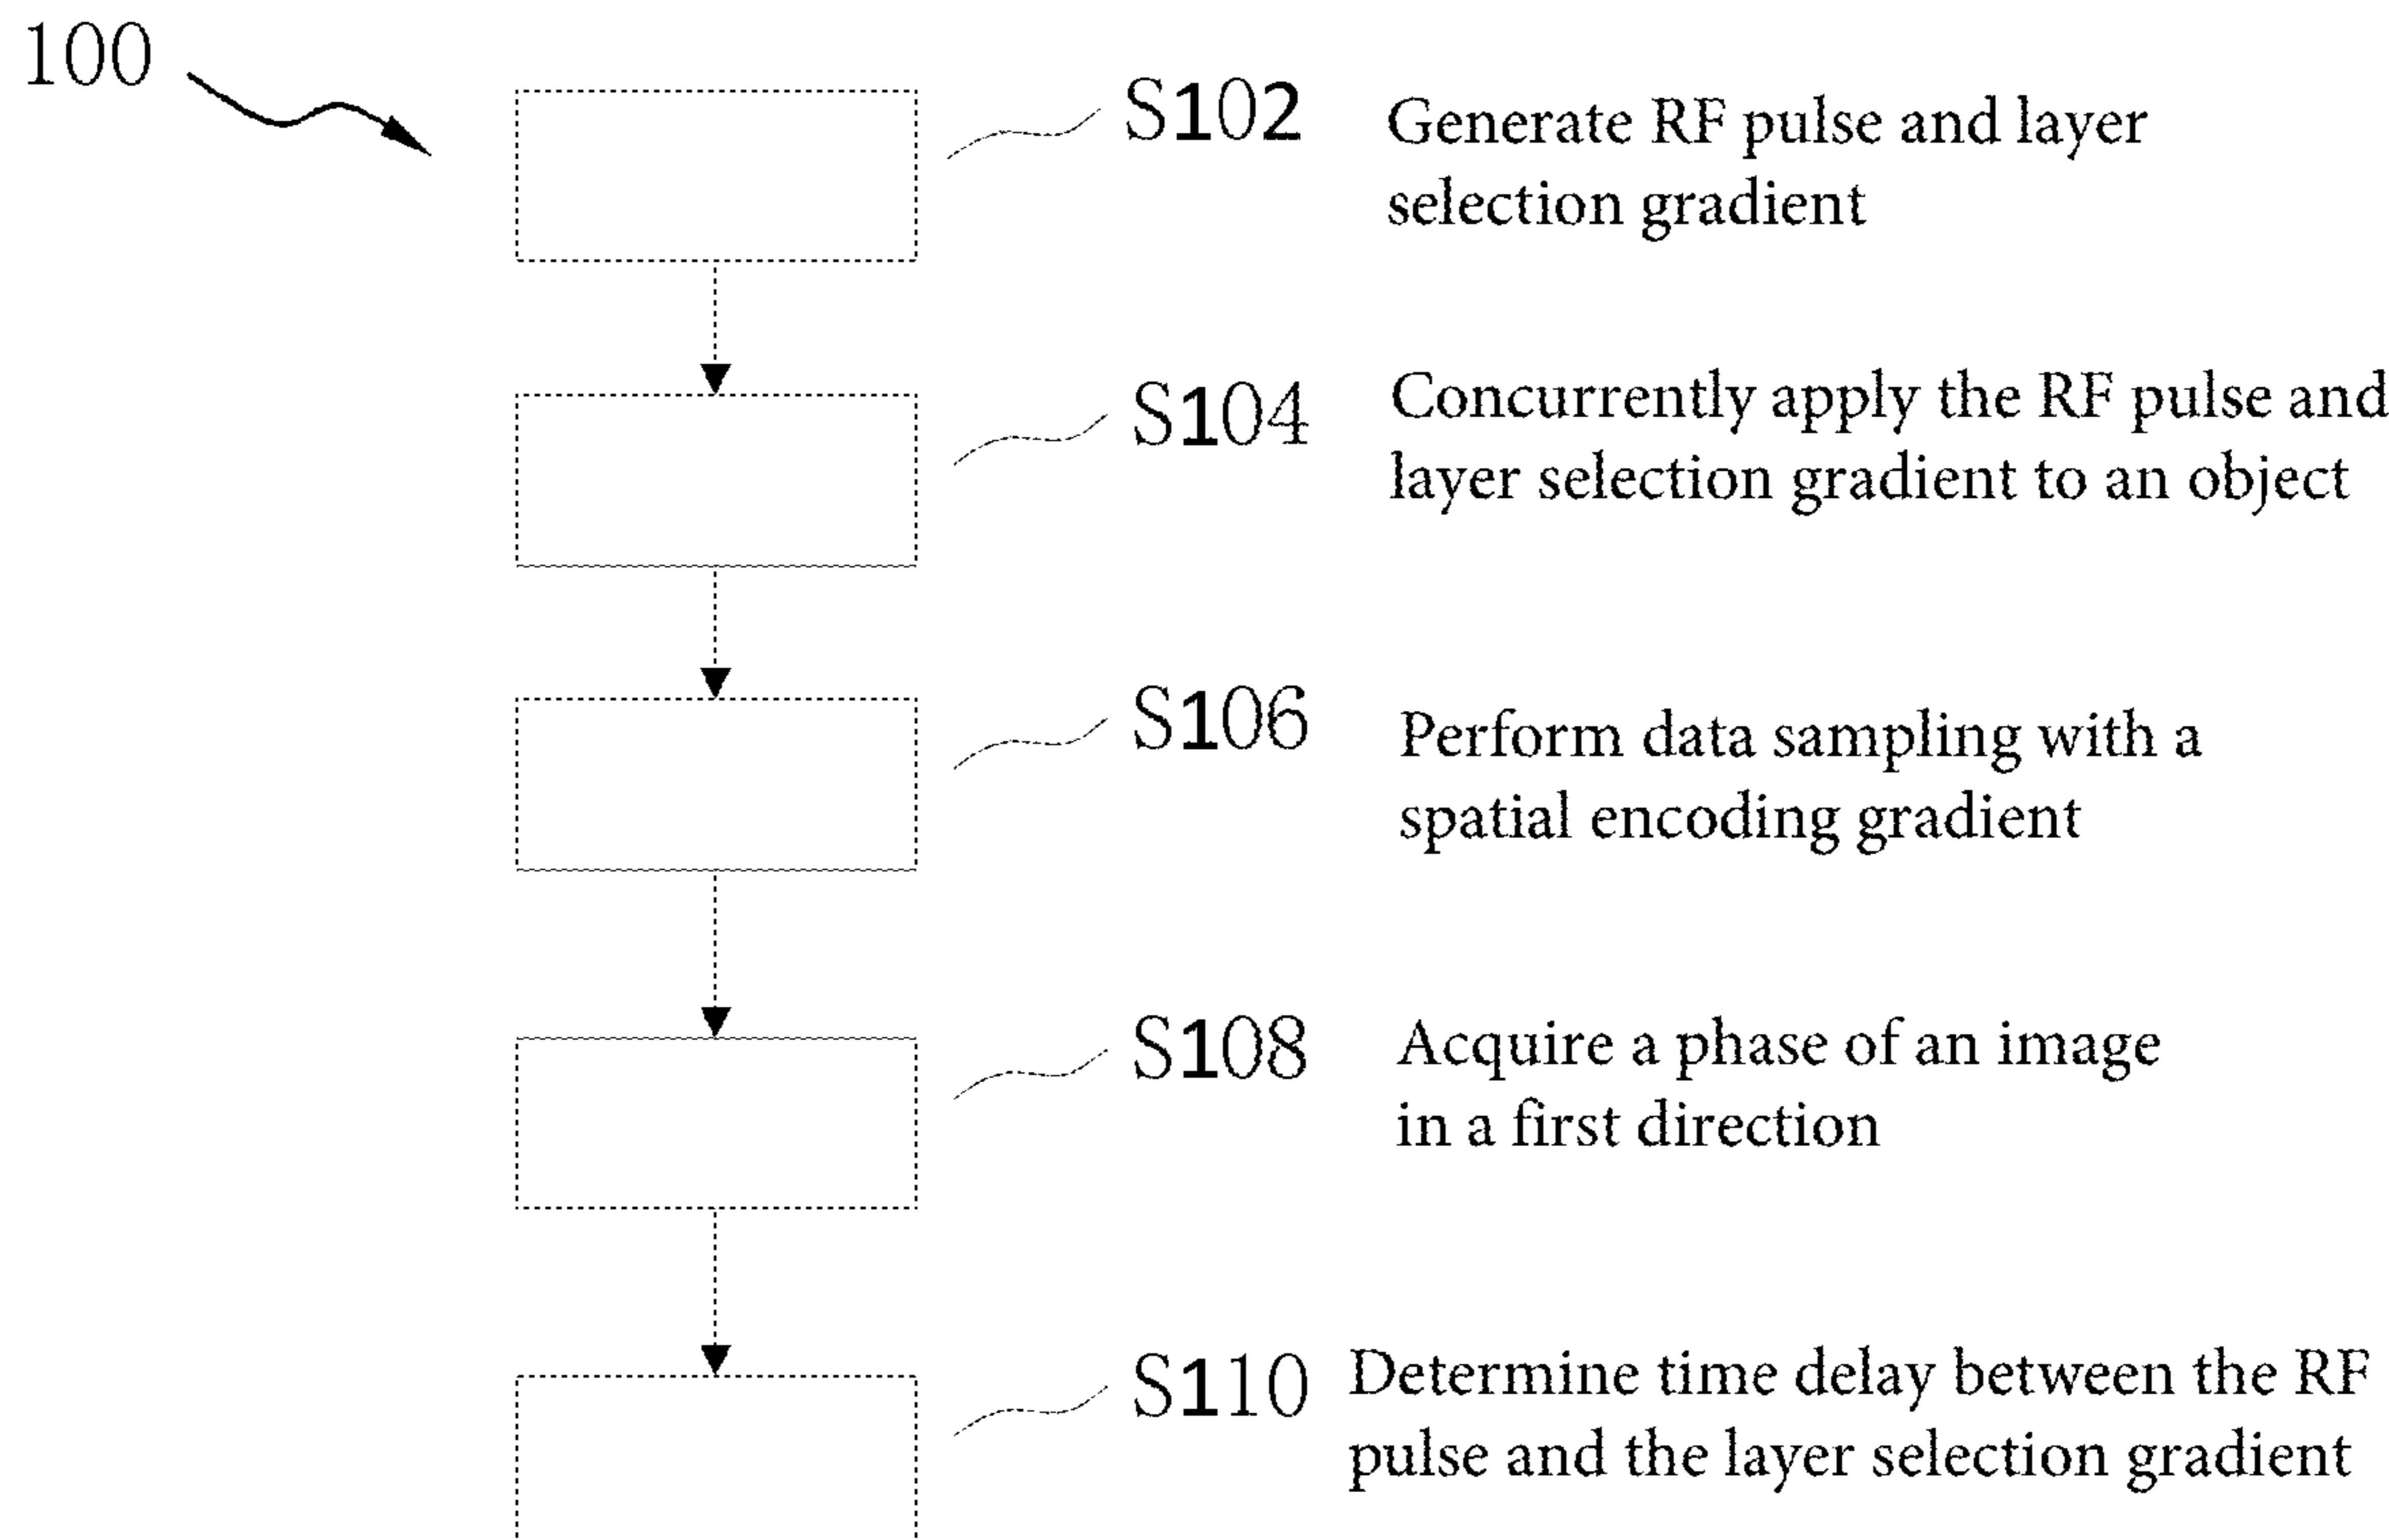 100
S102
Generate RF pulse and layer
selection gradient
S104
Concurrently apply the RF pulse and
layer selection gradient to an object
S106
Perform data sampling with a
spatial encoding gradient
S108
Acquire a phase of an image
in a first direction
S110
Determine time delay between the RF
pulse and the layer selection gradient